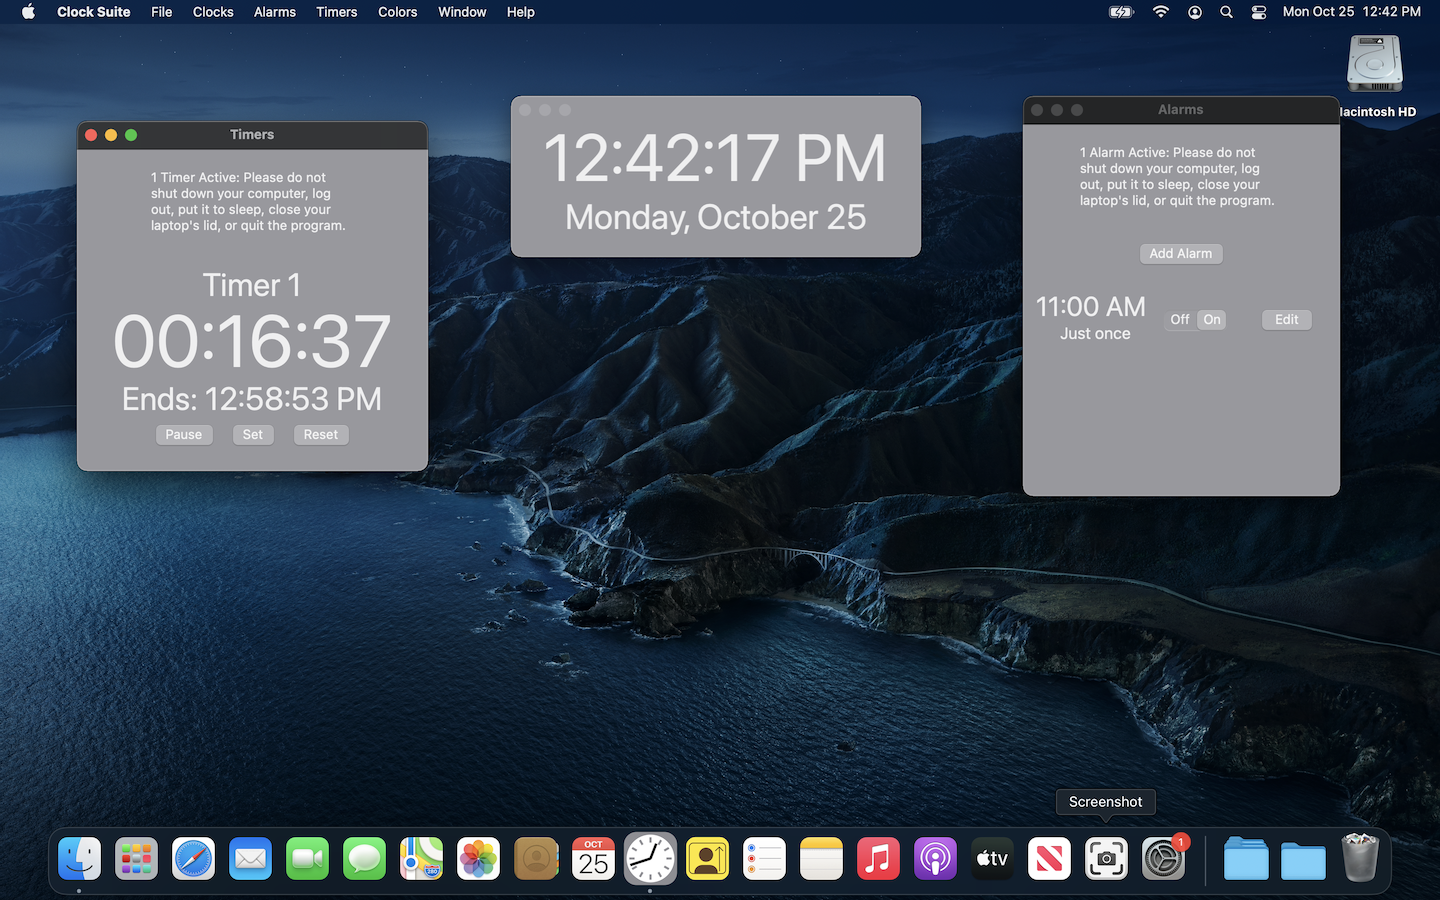 Clock Suite File Clocks Alarms Timers Colors Window Help
Mon Oct 25 12:42 PM
acintosh HD
Timers
1 Timer Active: Please do not
shut down your computer, log
out, put it to sleep, close your
laptop's lid, or quit the program.
Timer 1
00:16:37
Ends: 12:58:53 PM
Pause Set Reset
12:42:17 PM
Monday, October 25
Alarms
1 Alarm Active: Please do not
shut down your computer, log
out, put it to sleep, close your
laptop's lid, or quit the program.
Add Alarm
11:00 AM
Just once
Off On
Edit
Screenshot
OCT
25
280
tv
1